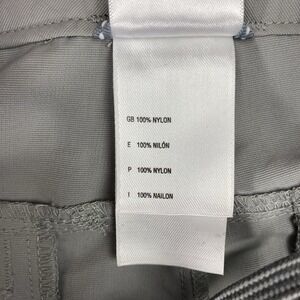 GB 100% NYLON
E 100% NILÓN
P 100% NYLON
I 100% NAILON